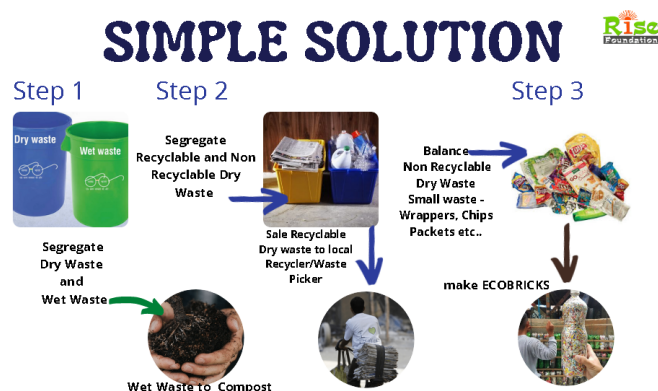 SIMPLE SOLUTION
Rise
Foundation
Step 1
Step 2
Step 3
Dry waste
Wet waste
Segregate
Dry Waste
and
Wet Waste
Wet Waste to Compost
Segregate
Recyclable and Non
Recyclable Dry
Waste
Sale Recyclable
Dry waste to local
Recycler/Waste
Picker
Balance
Non Recyclable
Dry Waste
Small waste -
Wrappers, Chips
Packets etc..
make ECOBRICKS